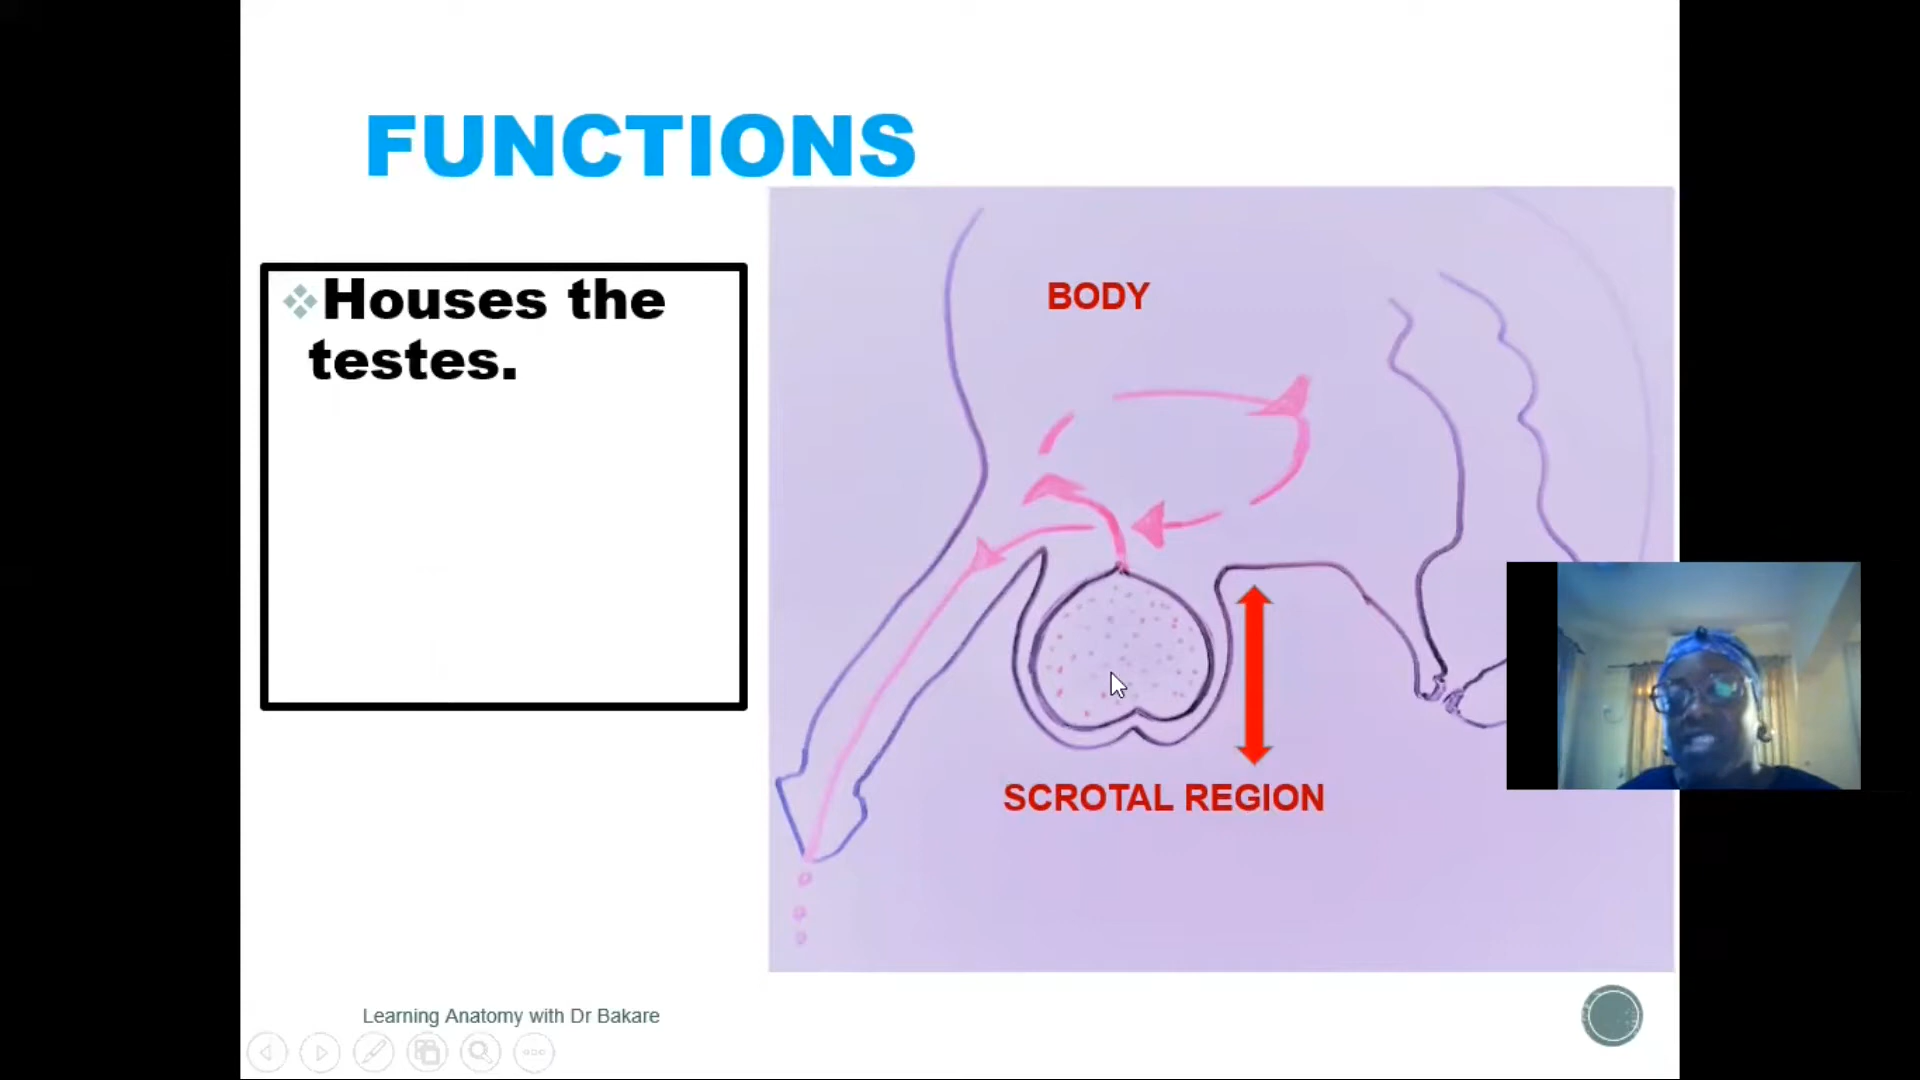 FUNCTIONS
Houses the
testes.
BODY
SCROTAL REGION
Learning Anatomy with Dr Bakare